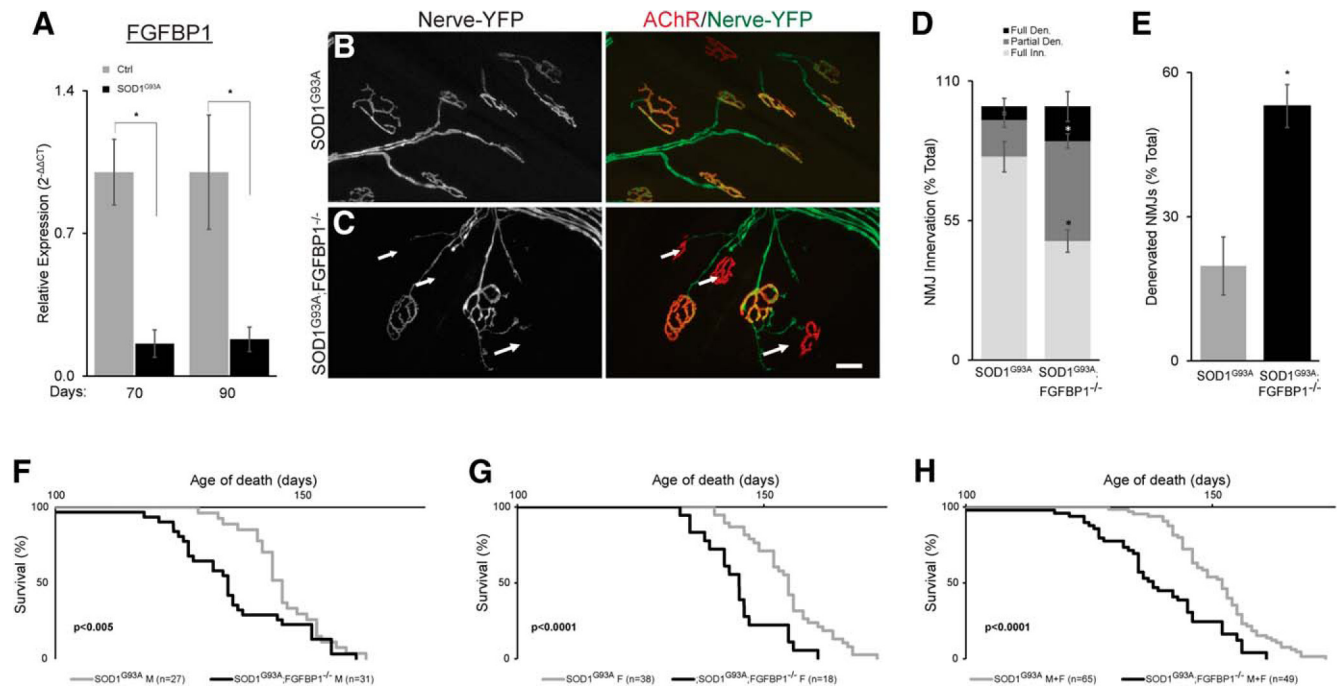 A
FGFBP1
Ctrl
SOD1G93A
Relative Expression (2-ΔΔCT)
1.4
0.7
0.0
*
*
Days: 70 90
Nerve-YFP
AChR/Nerve-YFP
B
SOD1G93A
C
SOD1G93A;FGFBP1-/-
D
Full Den.
Partial Den.
Full Inn.
NMJ Innervation (% Total)
110
55
0
*
*
SOD1G93A
SOD1G93A;
FGFBP1-/-
E
Denervated NMJs (% Total)
60
30
0
*
SOD1G93A
SOD1G93A;
FGFBP1-/-
F
Age of death (days)
100 150
Survival (%)
100
50
0
p<0.005
SOD1G93A M (n=27) SOD1G93A;FGFBP1-/- M (n=31)
G
Age of death (days)
100 150
Survival (%)
100
50
0
p<0.0001
SOD1G93A F (n=38) ;SOD1G93A;FGFBP1-/- F (n=18)
H
Age of death (days)
100 150
Survival (%)
100
50
0
p<0.0001
SOD1G93A M+F (n=65) SOD1G93A;FGFBP1-/- M+F (n=49)